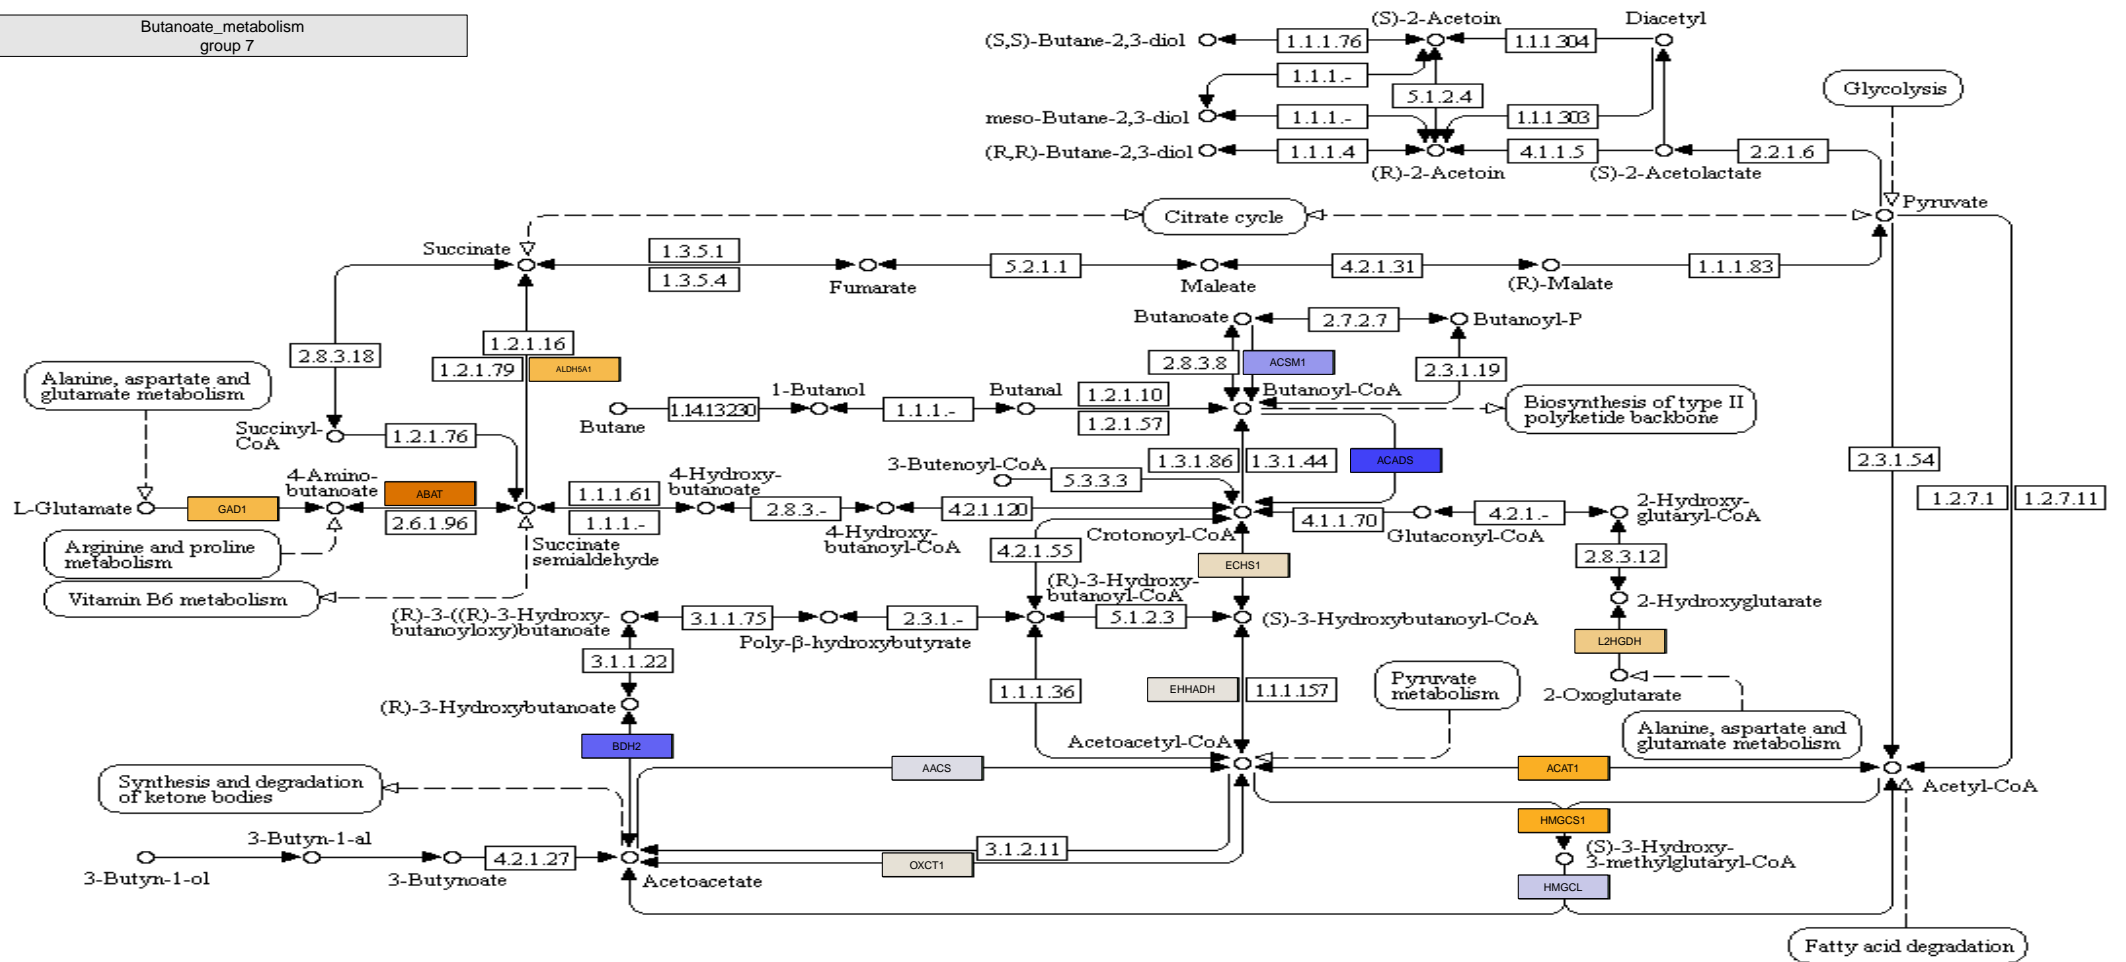 Butanoate_metabolism
group 7
(S)-2-Acetoin
Diacetyl
(S,S)-Butane-2,3-diol
1.1.1.76
1.1.1.304
1.1.1.-
5.1.2.4
Glycolysis
meso-Butane-2,3-diol
1.1.1.-
1.1.1.303
(R,R)-Butane-2,3-diol
1.1.1.4
4.1.1.5
2.2.1.6
(R)-2-Acetoin
(S)-2-Acetolactate
Pyruvate
Citrate cycle
Succinate
1.3.5.1
1.3.5.4
Fumarate
5.2.1.1
Maleate
4.2.1.31
(R)-Malate
1.1.1.83
Butanoate
2.7.2.7
Butanoyl-P
2.8.3.18
1.2.1.16
1.2.1.79
ALDH5A1
2.8.3.8
ACSM1
2.3.1.19
Alanine, aspartate and
glutamate metabolism
1-Butanol
Butanal
1.2.1.10
Butanoyl-CoA
Biosynthesis of type II
polyketide backbone
Butane
1.14.13230
1.1.1.-
1.2.1.57
Succinyl-
CoA
1.2.1.76
3-Butenoyl-CoA
5.3.3.3
1.3.1.86
1.3.1.44
ACADS
2.3.1.54
4-Amino-
butanoate
4-Hydroxy-
butanoate
L-Glutamate
GAD1
ABAT
2.6.1.96
1.1.1.61
1.1.1.-
2.8.3.-
4.2.1.120
4.1.1.70
4.2.1.-
2-Hydroxy-
glutaryl-CoA
1.2.7.1
1.2.7.11
Arginine and proline
metabolism
Succinate
semialdehyde
4-Hydroxy-
butanoyl-CoA
4.2.1.55
Crotonoyl-CoA
Glutaconyl-CoA
2.8.3.12
ECHS1
Vitamin B6 metabolism
(R)-3-Hydroxy-
butanoyl-CoA
2-Hydroxyglutarate
(R)-3-((R)-3-Hydroxy-
butanoyloxy)butanoate
3.1.1.75
Poly-β-hydroxybutyrate
2.3.1.-
5.1.2.3
(S)-3-Hydroxybutanoyl-CoA
L2HGDH
3.1.1.22
1.1.1.36
EHHADH
1.1.1.157
Pyruvate
metabolism
2-Oxoglutarate
(R)-3-Hydroxybutanoate
BDH2
Acetoacetyl-CoA
Alanine, aspartate and
glutamate metabolism
Synthesis and degradation
of ketone bodies
AACS
ACAT1
Acetyl-CoA
HMGCS1
3-Butyn-1-al
3.1.2.11
(S)-3-Hydroxy-
3-methylglutaryl-CoA
3-Butyn-1-ol
3-Butynoate
4.2.1.27
Acetoacetate
OXCT1
HMGCL
Fatty acid degradation